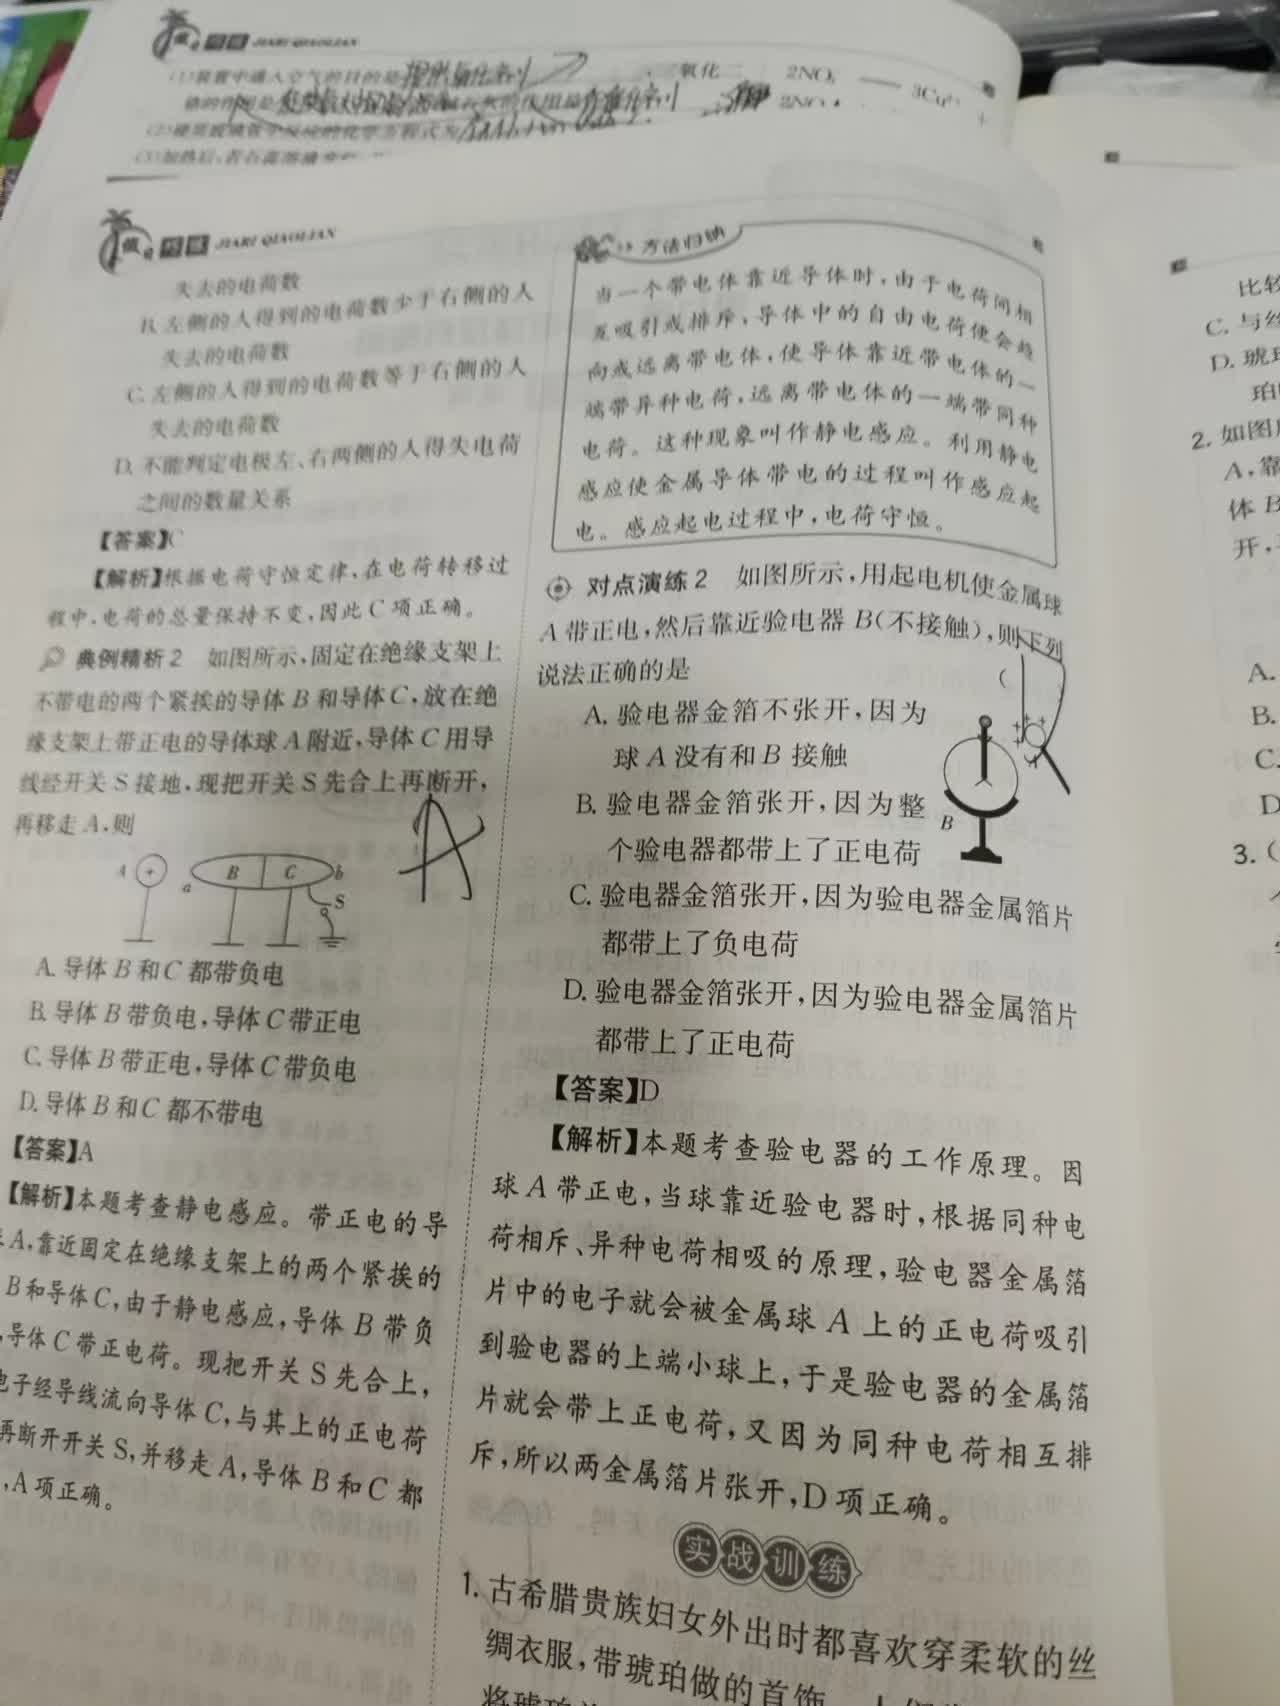 JIARI QIAOLIAN
(1)装置中通入空气的目的是
氧化二
2NO₂
3Cu²⁺
(3)加热后,若石蕊溶液
JIARI QIAOLIAN
失去的电荷数
B. 左侧的人得到的电荷数少于右侧的人
失去的电荷数
C. 左侧的人得到的电荷数等于右侧的人
失去的电荷数
D. 不能判定电极左、右两侧的人得失电荷
之间的数量关系
【答案】C
【解析】根据电荷守恒定律,在电荷转移过
程中,电荷的总量保持不变,因此C项正确。
典例精析2 如图所示,固定在绝缘支架上
不带电的两个紧挨的导体B和导体C,放在绝
缘支架上带正电的导体球A附近,导体C用导
线经开关S接地,现把开关S先合上再断开,
再移走A,则
A
A
+
a
B
C
b
S
A. 导体B和C都带负电
B. 导体B带负电,导体C带正电
C. 导体B带正电,导体C带负电
D. 导体B和C都不带电
【答案】A
【解析】本题考查静电感应。带正电的导
A,靠近固定在绝缘支架上的两个紧挨的
B和导体C,由于静电感应,导体B带负
,导体C带正电荷。现把开关S先合上,
电子经导线流向导体C,与其上的正电荷
再断开开关S,并移走A,导体B和C都
,A项正确。
方法归纳
当一个带电体靠近导体时,由于电荷间相
互吸引或排斥,导体中的自由电荷便会趋
向或远离带电体,使导体靠近带电体的一
端带异种电荷,远离带电体的一端带同种
电荷。这种现象叫作静电感应。利用静电
感应使金属导体带电的过程叫作感应起
电。感应起电过程中,电荷守恒。
对点演练2 如图所示,用起电机使金属球
A带正电,然后靠近验电器B(不接触),则下列
说法正确的是 (
A. 验电器金箔不张开,因为
球A没有和B接触
B. 验电器金箔张开,因为整
个验电器都带上了正电荷
B
C. 验电器金箔张开,因为验电器金属箔片
都带上了负电荷
D. 验电器金箔张开,因为验电器金属箔片
都带上了正电荷
【答案】D
【解析】本题考查验电器的工作原理。因
球A带正电,当球靠近验电器时,根据同种电
荷相斥、异种电荷相吸的原理,验电器金属箔
片中的电子就会被金属球A上的正电荷吸引
到验电器的上端小球上,于是验电器的金属箔
片就会带上正电荷,又因为同种电荷相互排
斥,所以两金属箔片张开,D项正确。
实战训练
1. 古希腊贵族妇女外出时都喜欢穿柔软的丝
绸衣服,带琥珀做的首饰
比较
C. 与丝
D. 琥珀
珀
2. 如图
A,靠
体B
开,
A.
B.
C.
D
3. (